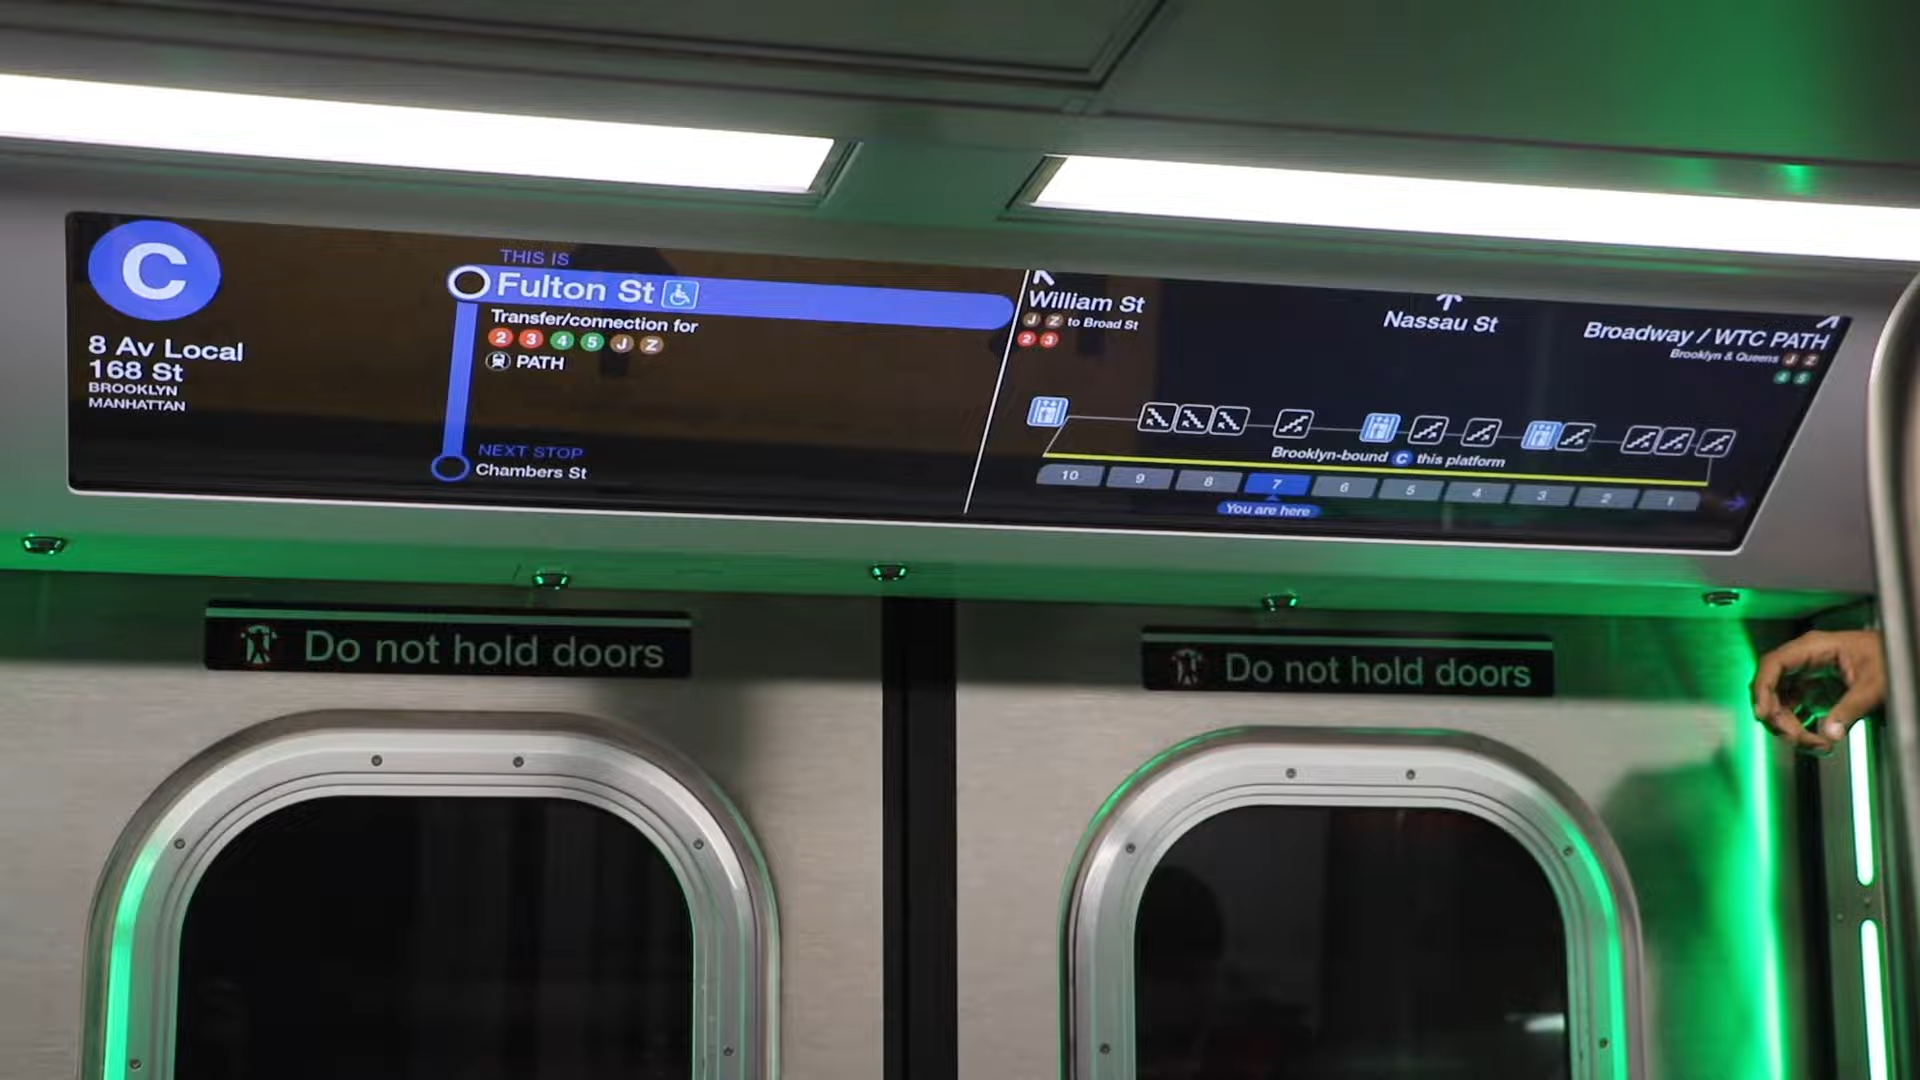 C
8 Av Local
168 St
BROOKLYN
MANHATTAN
THIS IS
Fulton St
Transfer/connection for
2 3 4 5 J Z
PATH
NEXT STOP
Chambers St
William St
J Z to Broad St
2 3
Nassau St
Broadway / WTC PATH
Brooklyn & Queens J Z
4 5
Brooklyn-bound C this platform
10 9 8 7 6 5 4 3 2 1
You are here
Do not hold doors
Do not hold doors